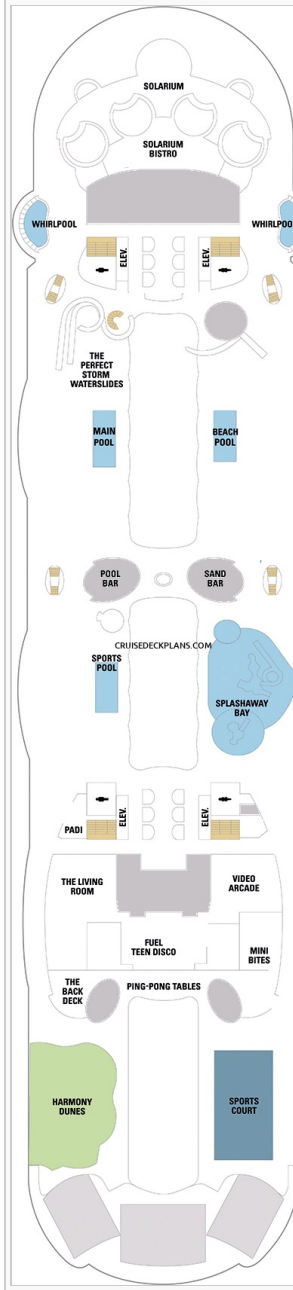 SOLARIUM
SOLARIUM
BISTRO
WHIRLPOOL
WHIRLPOO
ELEV.
ELEV.
THE
PERFECT
STORM
WATERSLIDES
MAIN
POOL
BEACH
POOL
POOL
BAR
SAND
BAR
CRUISEDECKPLANS.COM
SPORTS
POOL
SPLASHAWAY
BAY
ELEV.
ELEV.
PADI
THE LIVING
ROOM
VIDEO
ARCADE
FUEL
TEEN DISCO
MINI
BITES
THE
BACK
DECK
PING-PONG TABLES
HARMONY
DUNES
SPORTS
COURT